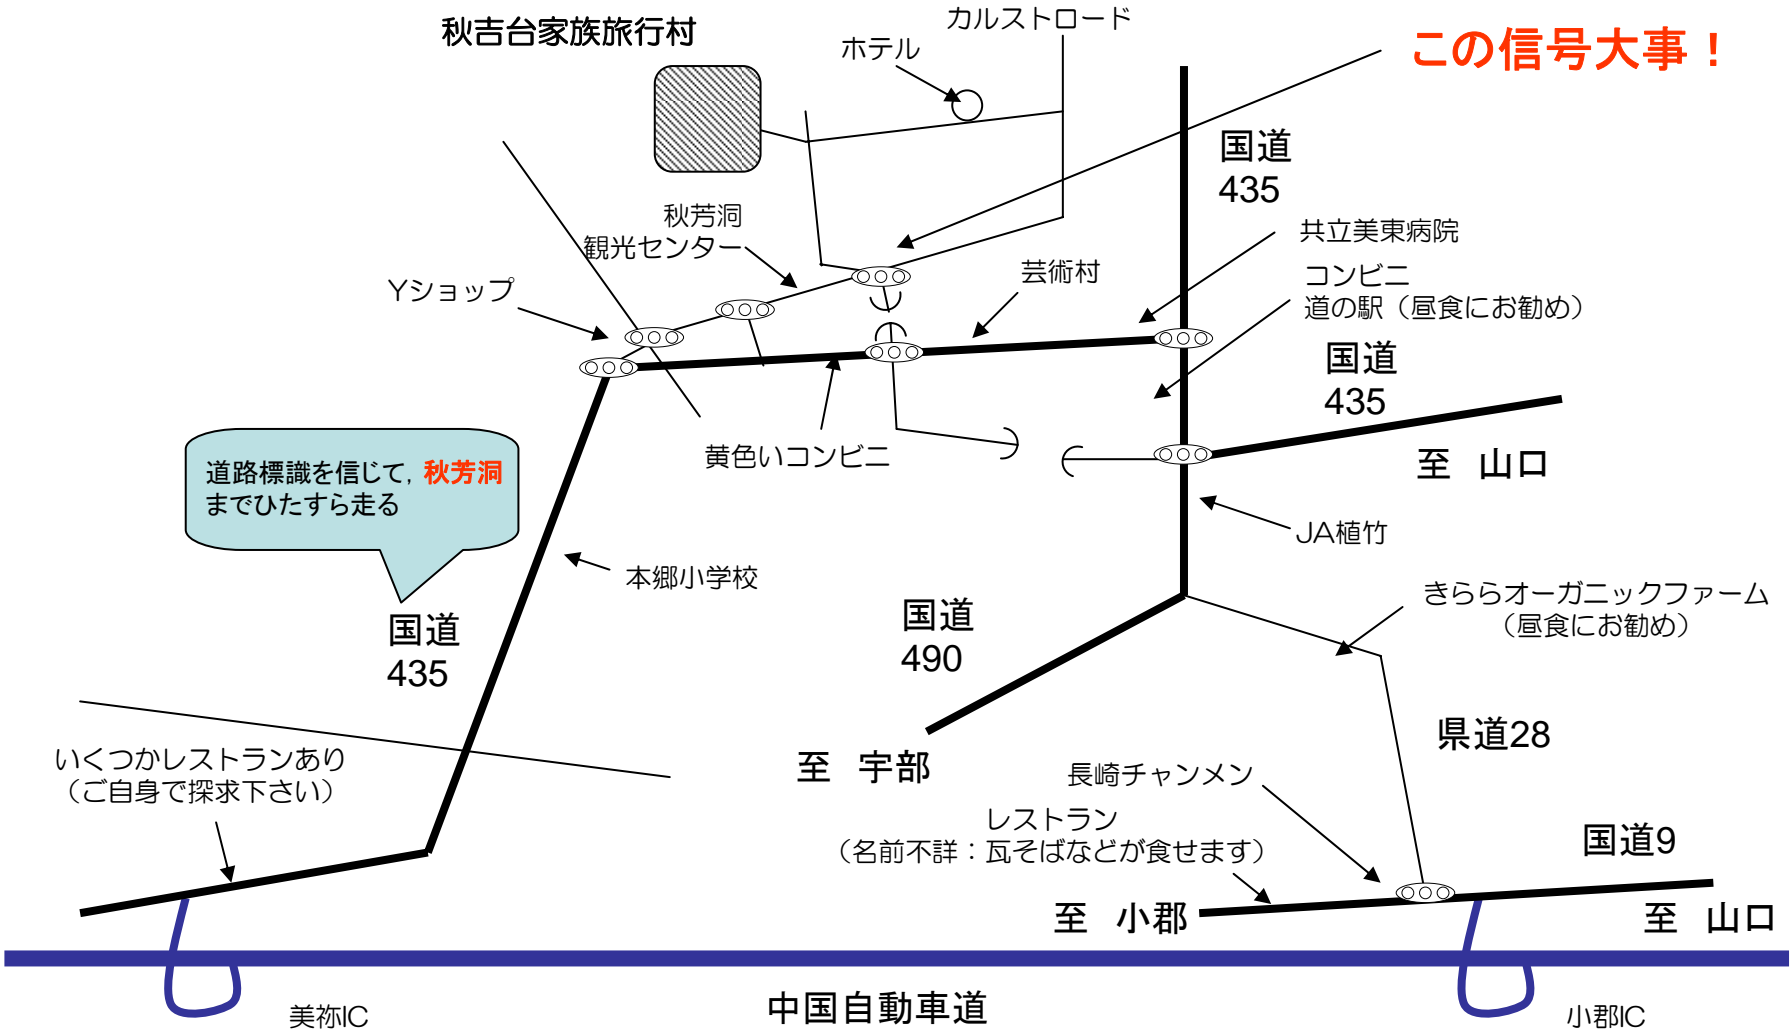 カルストロード
秋吉台家族旅行村
ホテル
この信号大事！
国道
435
秋芳洞
観光センター
共立美東病院
芸術村
コンビニ
道の駅（昼食にお勧め）
Yショップ
国道
435
黄色いコンビニ
至　山口
道路標識を信じて，秋芳洞
までひたすら走る
JA植竹
本郷小学校
きららオーガニックファーム
（昼食にお勧め）
国道
435
国道
490
県道28
いくつかレストランあり
（ご自身で探求下さい）
至　宇部
長崎チャンメン
レストラン
（名前不詳：瓦そばなどが食せます）
国道9
至　小郡
至　山口
中国自動車道
美祢IC
小郡IC